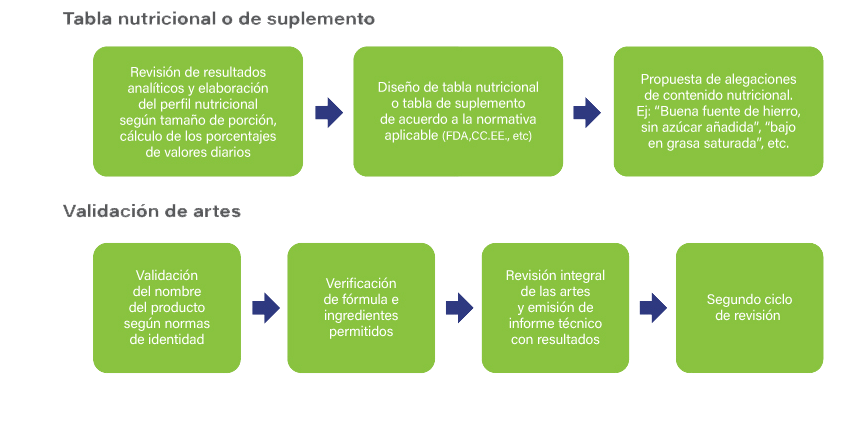 Tabla nutricional o de suplemento
Revisión de resultados
analíticos y elaboración
del perfil nutricional
según tamaño de porción,
cálculo de los porcentajes
de valores diarios
Diseño de tabla nutricional
o tabla de suplemento
de acuerdo a la normativa
aplicable (FDA,CC.EE., etc)
Propuesta de alegaciones
de contenido nutricional.
Ej: "Buena fuente de hierro,
sin azúcar añadida", "bajo
en grasa saturada", etc.
Validación de artes
Validación
del nombre
del producto
según normas
de identidad
Verificación
de fórmula e
ingredientes
permitidos
Revisión integral
de las artes
y emisión de
informe técnico
con resultados
Segundo ciclo
de revisión